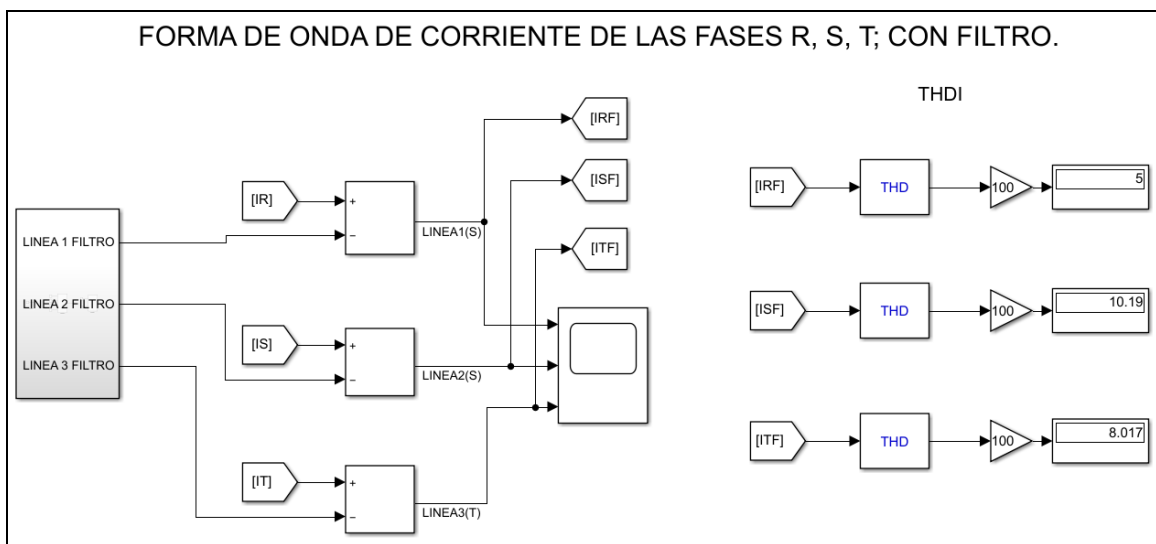 FORMA DE ONDA DE CORRIENTE DE LAS FASES R, S, T; CON FILTRO.
LINEA 1 FILTRO
LINEA 2 FILTRO
LINEA 3 FILTRO
[IR]
+
−
LINEA1(S)
[IS]
+
−
LINEA2(S)
[IT]
+
−
LINEA3(T)
[IRF]
[ISF]
[ITF]
THDI
[IRF]
THD
100
5
[ISF]
THD
100
10.19
[ITF]
THD
100
8.017